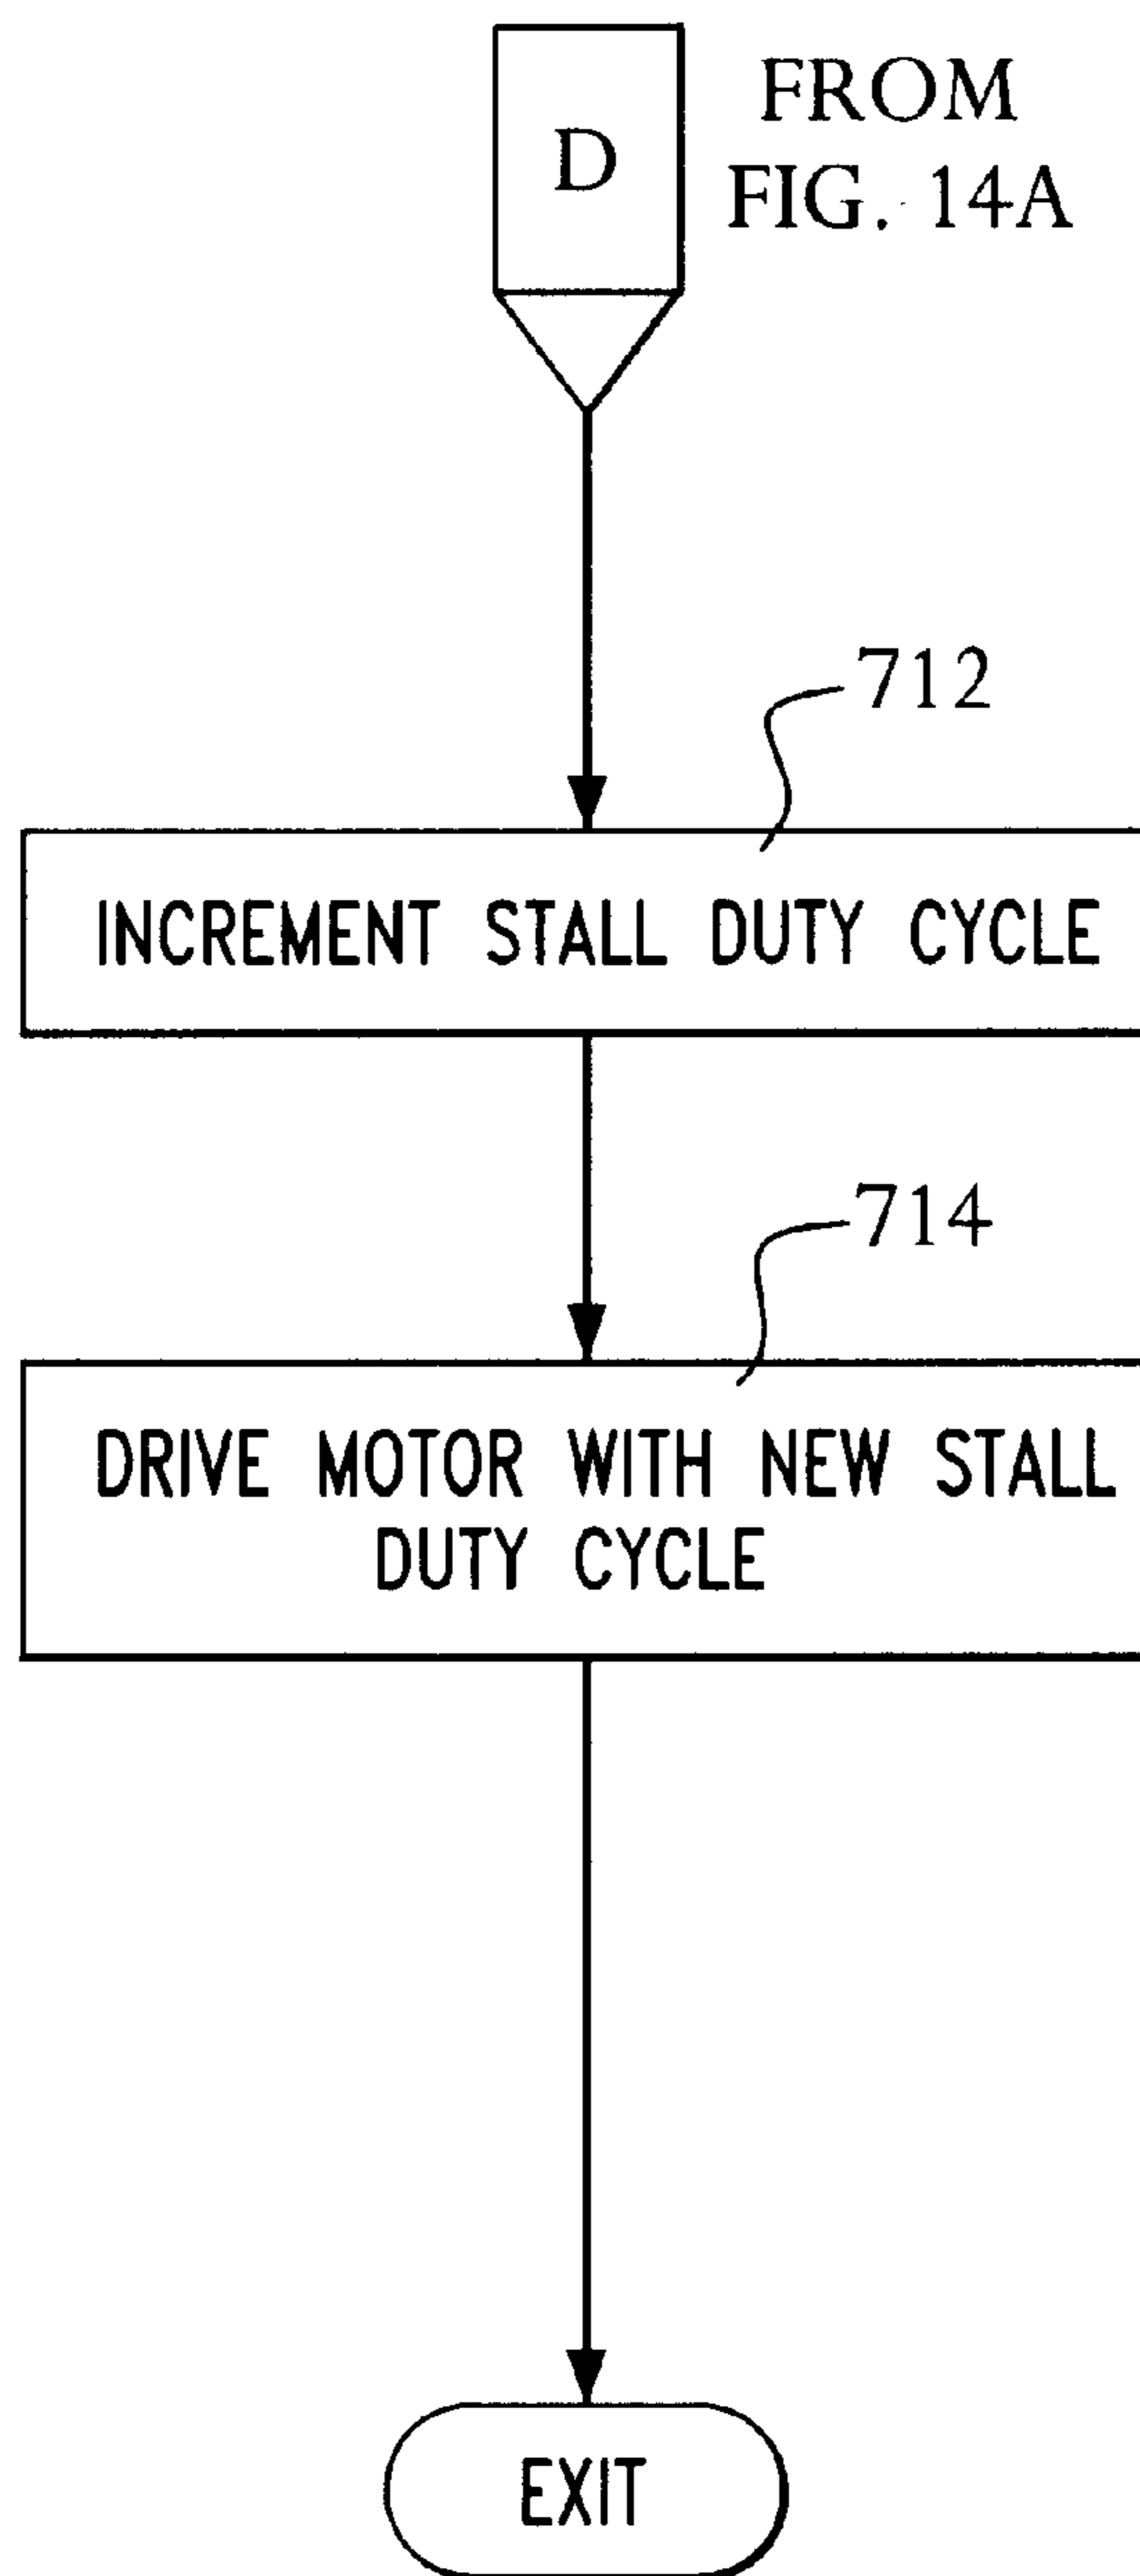 D
FROM
FIG. 14A
712
INCREMENT STALL DUTY CYCLE
714
DRIVE MOTOR WITH NEW STALL
DUTY CYCLE
EXIT